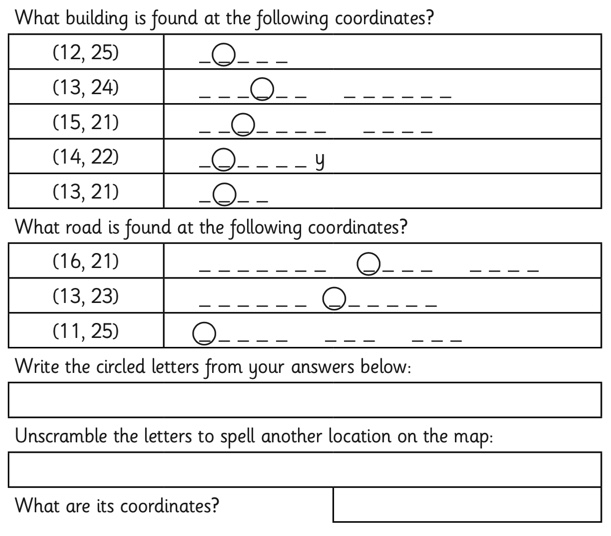 What building is found at the following coordinates?
(12, 25) _ _ _ _ _
(13, 24) _ _ _ _ _ _ _ _ _ _ _ _
(15, 21) _ _ _ _ _ _ _ _ _ _ _
(14, 22) _ _ _ _ _ _ y
(13, 21) _ _ _ _
What road is found at the following coordinates?
(16, 21) _ _ _ _ _ _ _ _ _ _ _ _ _ _ _
(13, 23) _ _ _ _ _ _ _ _ _ _ _ _ _
(11, 25) _ _ _ _ _ _ _ _ _ _ _
Write the circled letters from your answers below:
Unscramble the letters to spell another location on the map:
What are its coordinates?